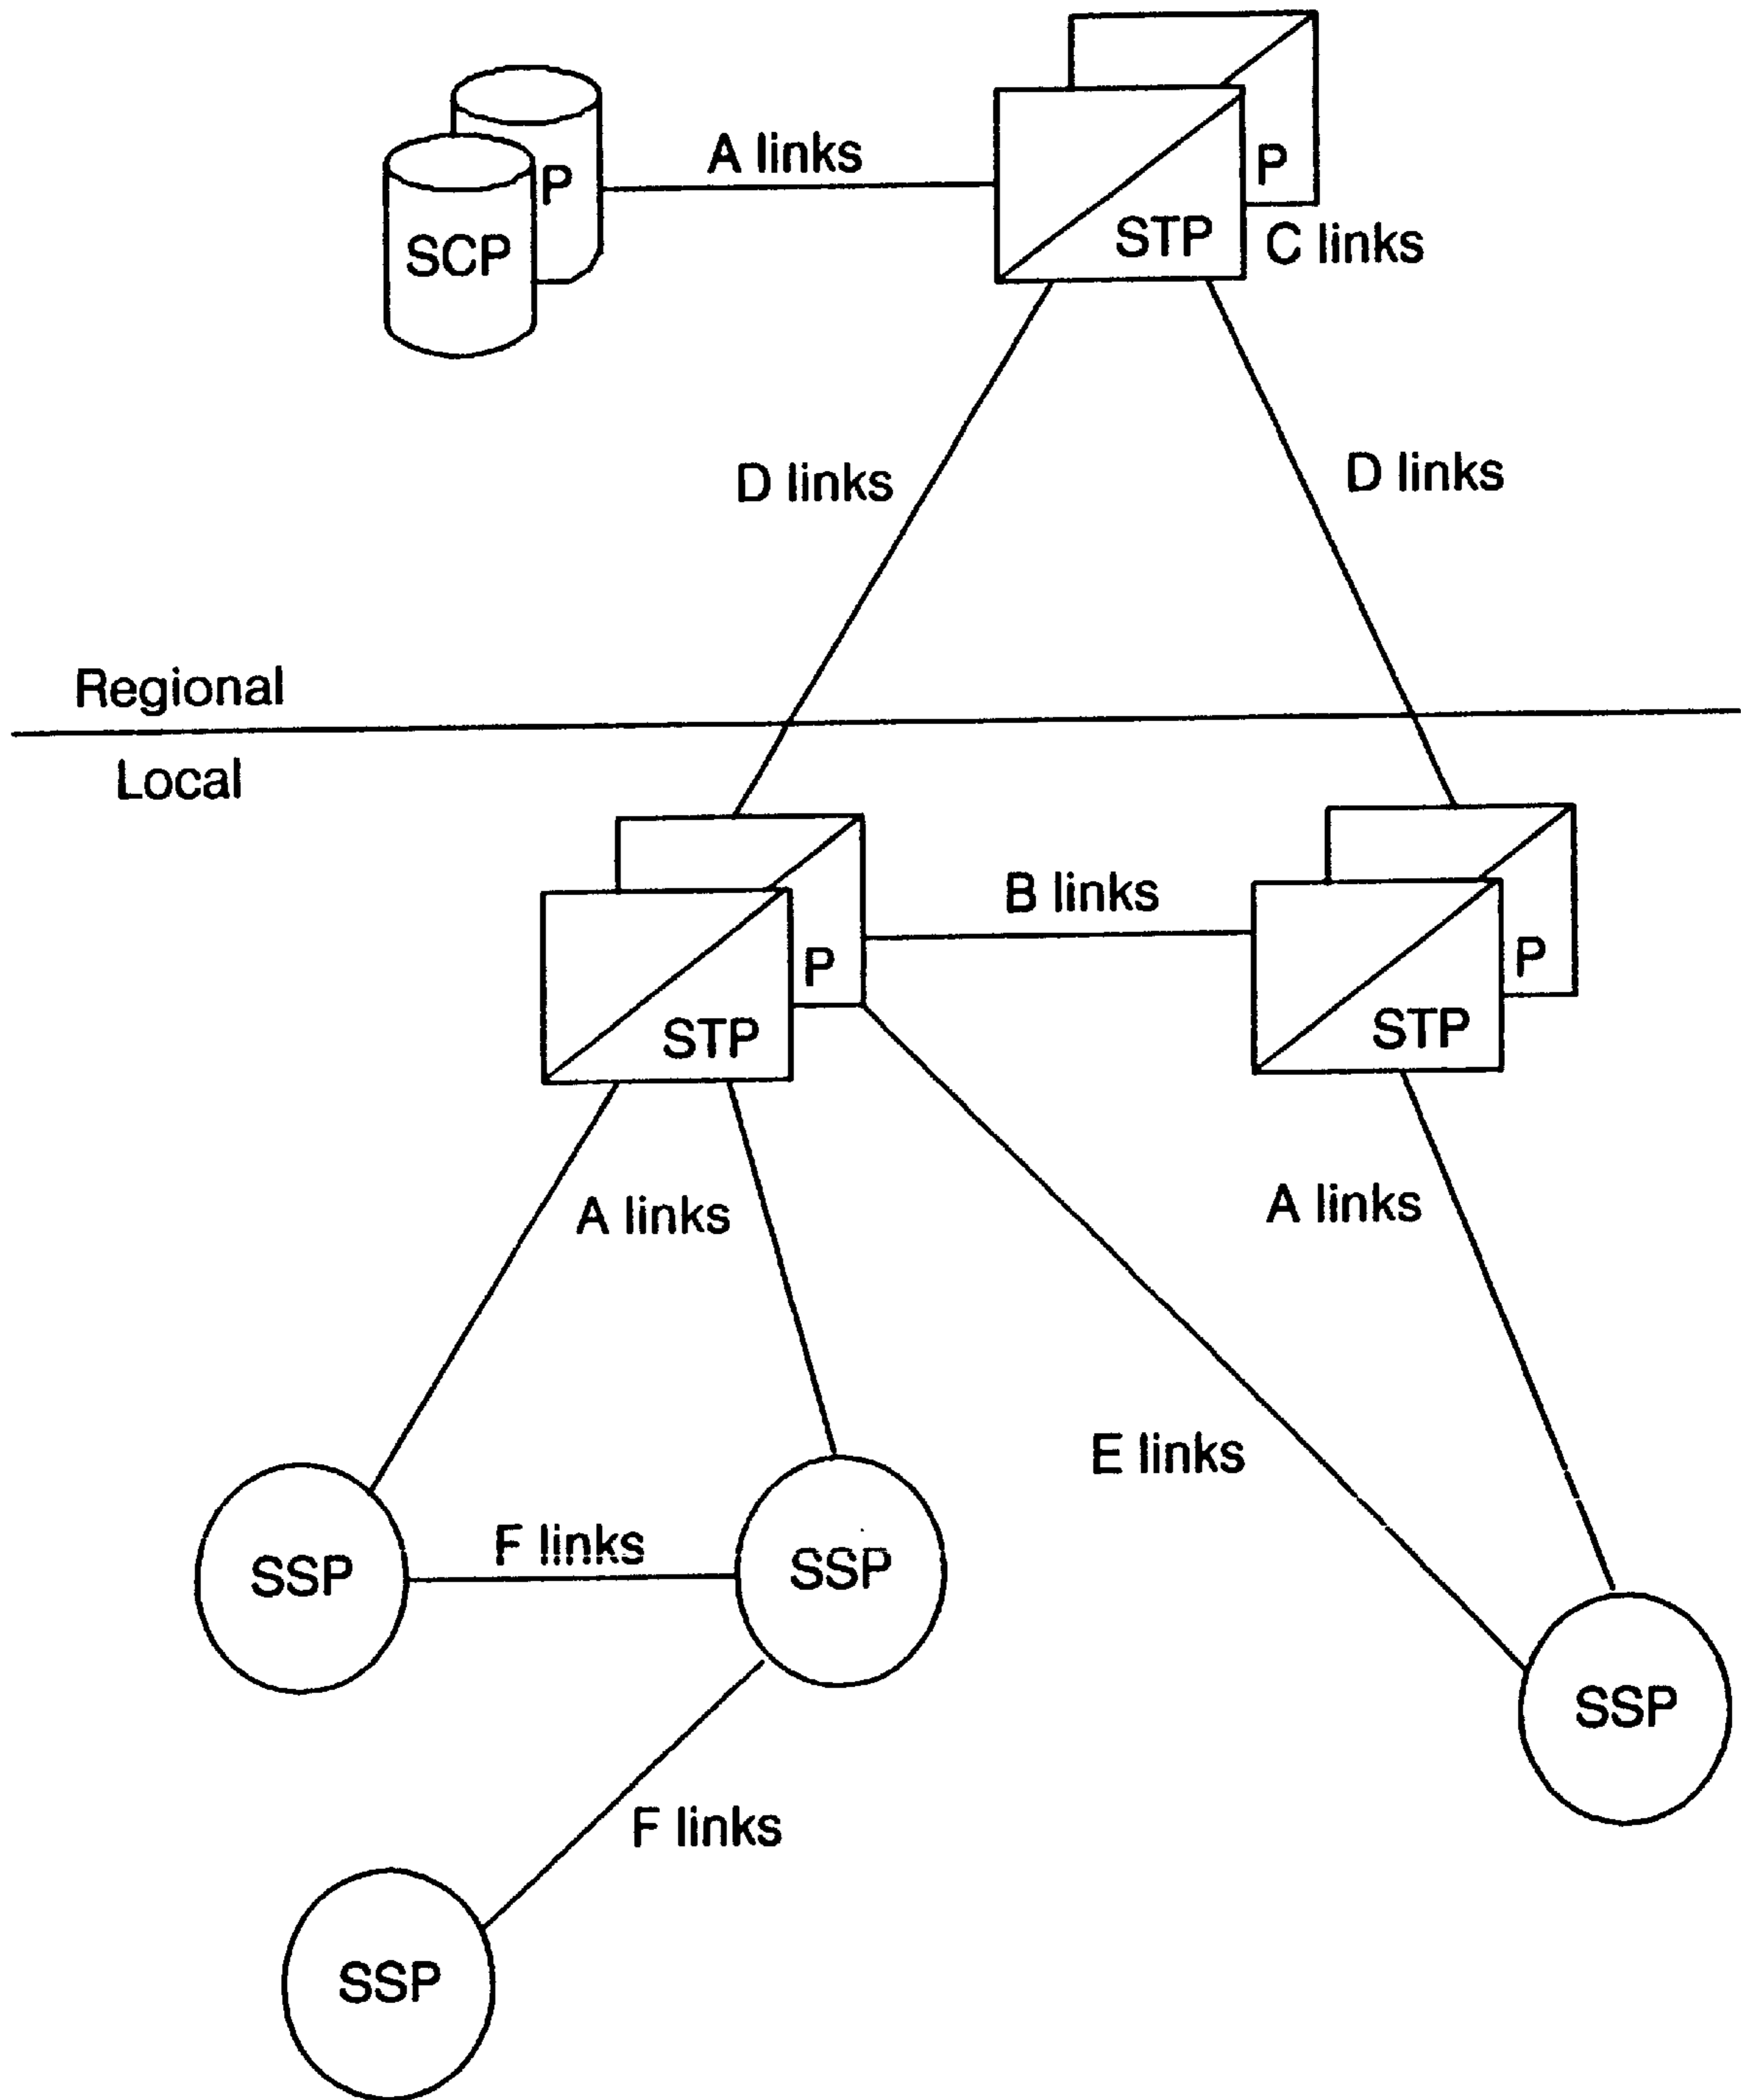 A links
P
SCP
P
STP
C links
D links
D links
Regional
Local
B links
P
STP
P
STP
A links
A links
E links
F links
SSP
SSP
SSP
F links
SSP